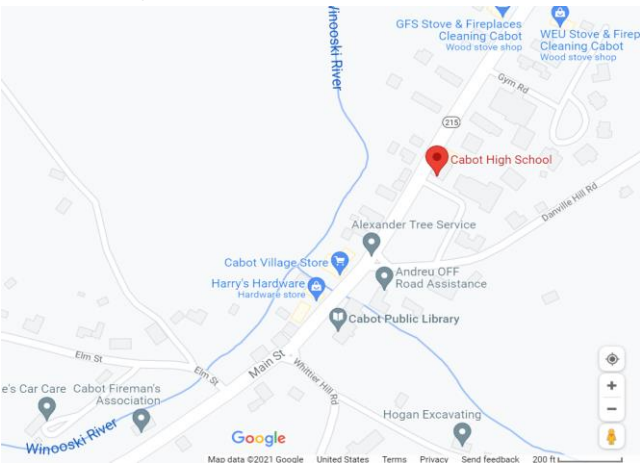 GFS Stove & Fireplaces
Cleaning Cabot
Wood stove shop
WEU Stove & Firep
Cleaning Cabot
Wood stove shop
Winooski River
Gym Rd
215
Cabot High School
Danville Hill Rd
Alexander Tree Service
Cabot Village Store
Andreu OFF
Road Assistance
Harry's Hardware
Hardware store
Cabot Public Library
Main St
Elm St
Elm St
Whittier Hill Rd
e's Car Care
Cabot Fireman's
Association
Hogan Excavating
Winooski River
Google
Map data ©2021 Google United States Terms Privacy Send feedback 200 ft